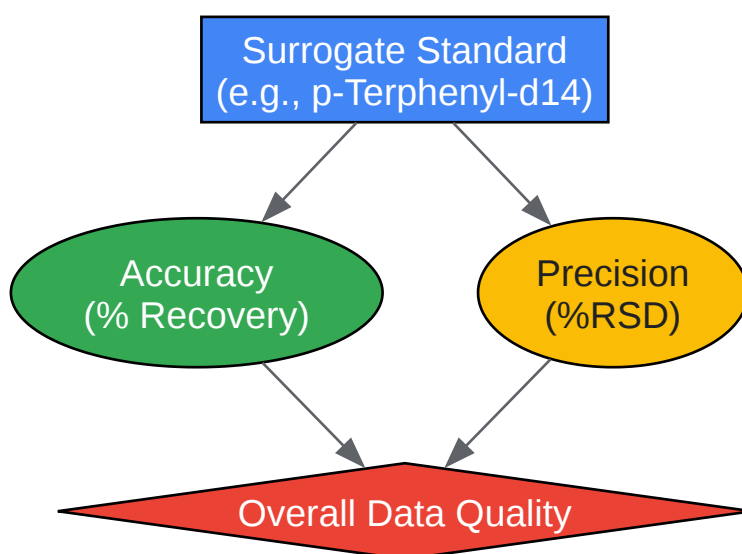 Surrogate Standard
(e.g., p-Terphenyl-d14)
Accuracy
(% Recovery)
Precision
(%RSD)
Overall Data Quality